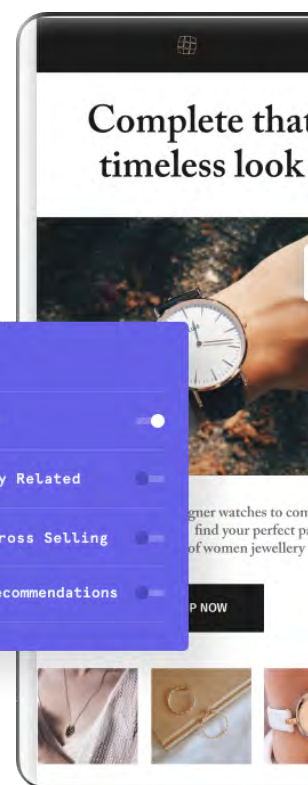 Complete that
timeless look
y Related
ross Selling
ecommendations
gner watches to com
find your perfect pa
of women jewellery
P NOW